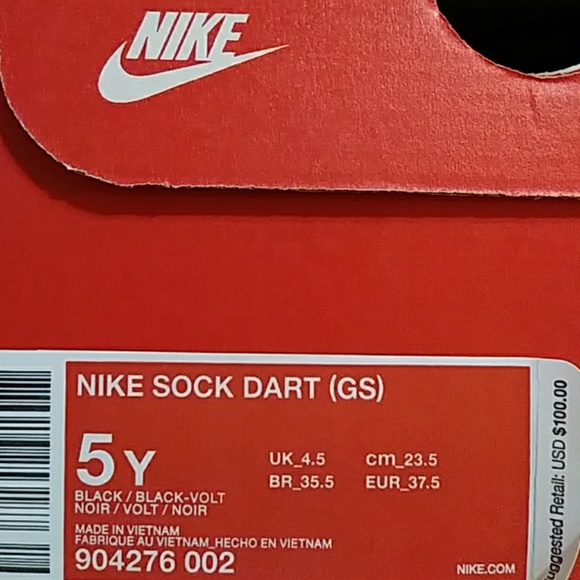 NIKE
NIKE SOCK DART (GS)
5Y
UK_4.5 cm_23.5
BR_35.5 EUR_37.5
BLACK / BLACK-VOLT
NOIR / VOLT / NOIR
MADE IN VIETNAM
FABRIQUE AU VIETNAM_HECHO EN VIETNAM
904276 002
NIKE.COM
uggested Retail: USD $100.00